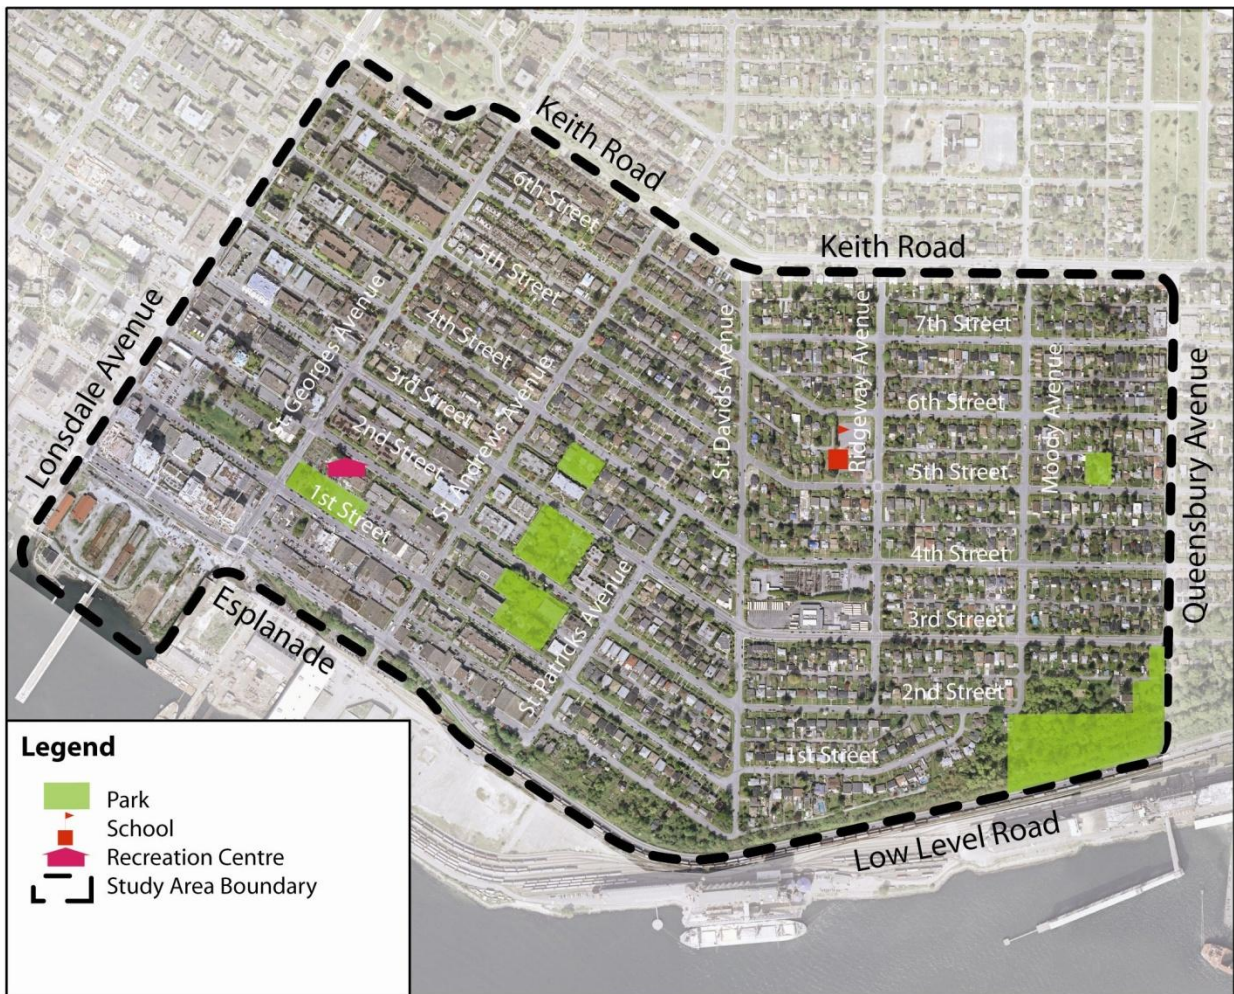 Keith Road
Keith Road
6th Street
5th Street
4th Street
3rd Street
2nd Street
1st Street
Lonsdale Avenue
St. Georges Avenue
St. Andrews Avenue
St. Patricks Avenue
St. Davids Avenue
Ridgeway Avenue
Moody Avenue
Queensbury Avenue
7th Street
6th Street
5th Street
4th Street
3rd Street
2nd Street
1st Street
Esplanade
Low Level Road
Legend
Park
School
Recreation Centre
Study Area Boundary